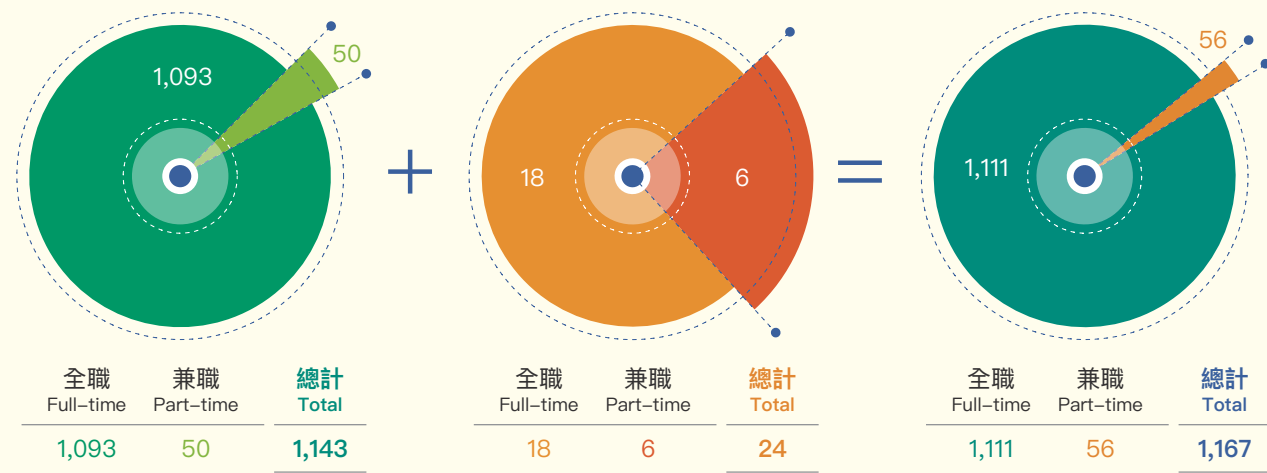 1,093
50
+
18
6
=
1,111
56
全職 兼職 總計
Full–time Part–time Total
1,093 50 1,143
全職 兼職 總計
Full–time Part–time Total
18 6 24
全職 兼職 總計
Full–time Part–time Total
1,111 56 1,167